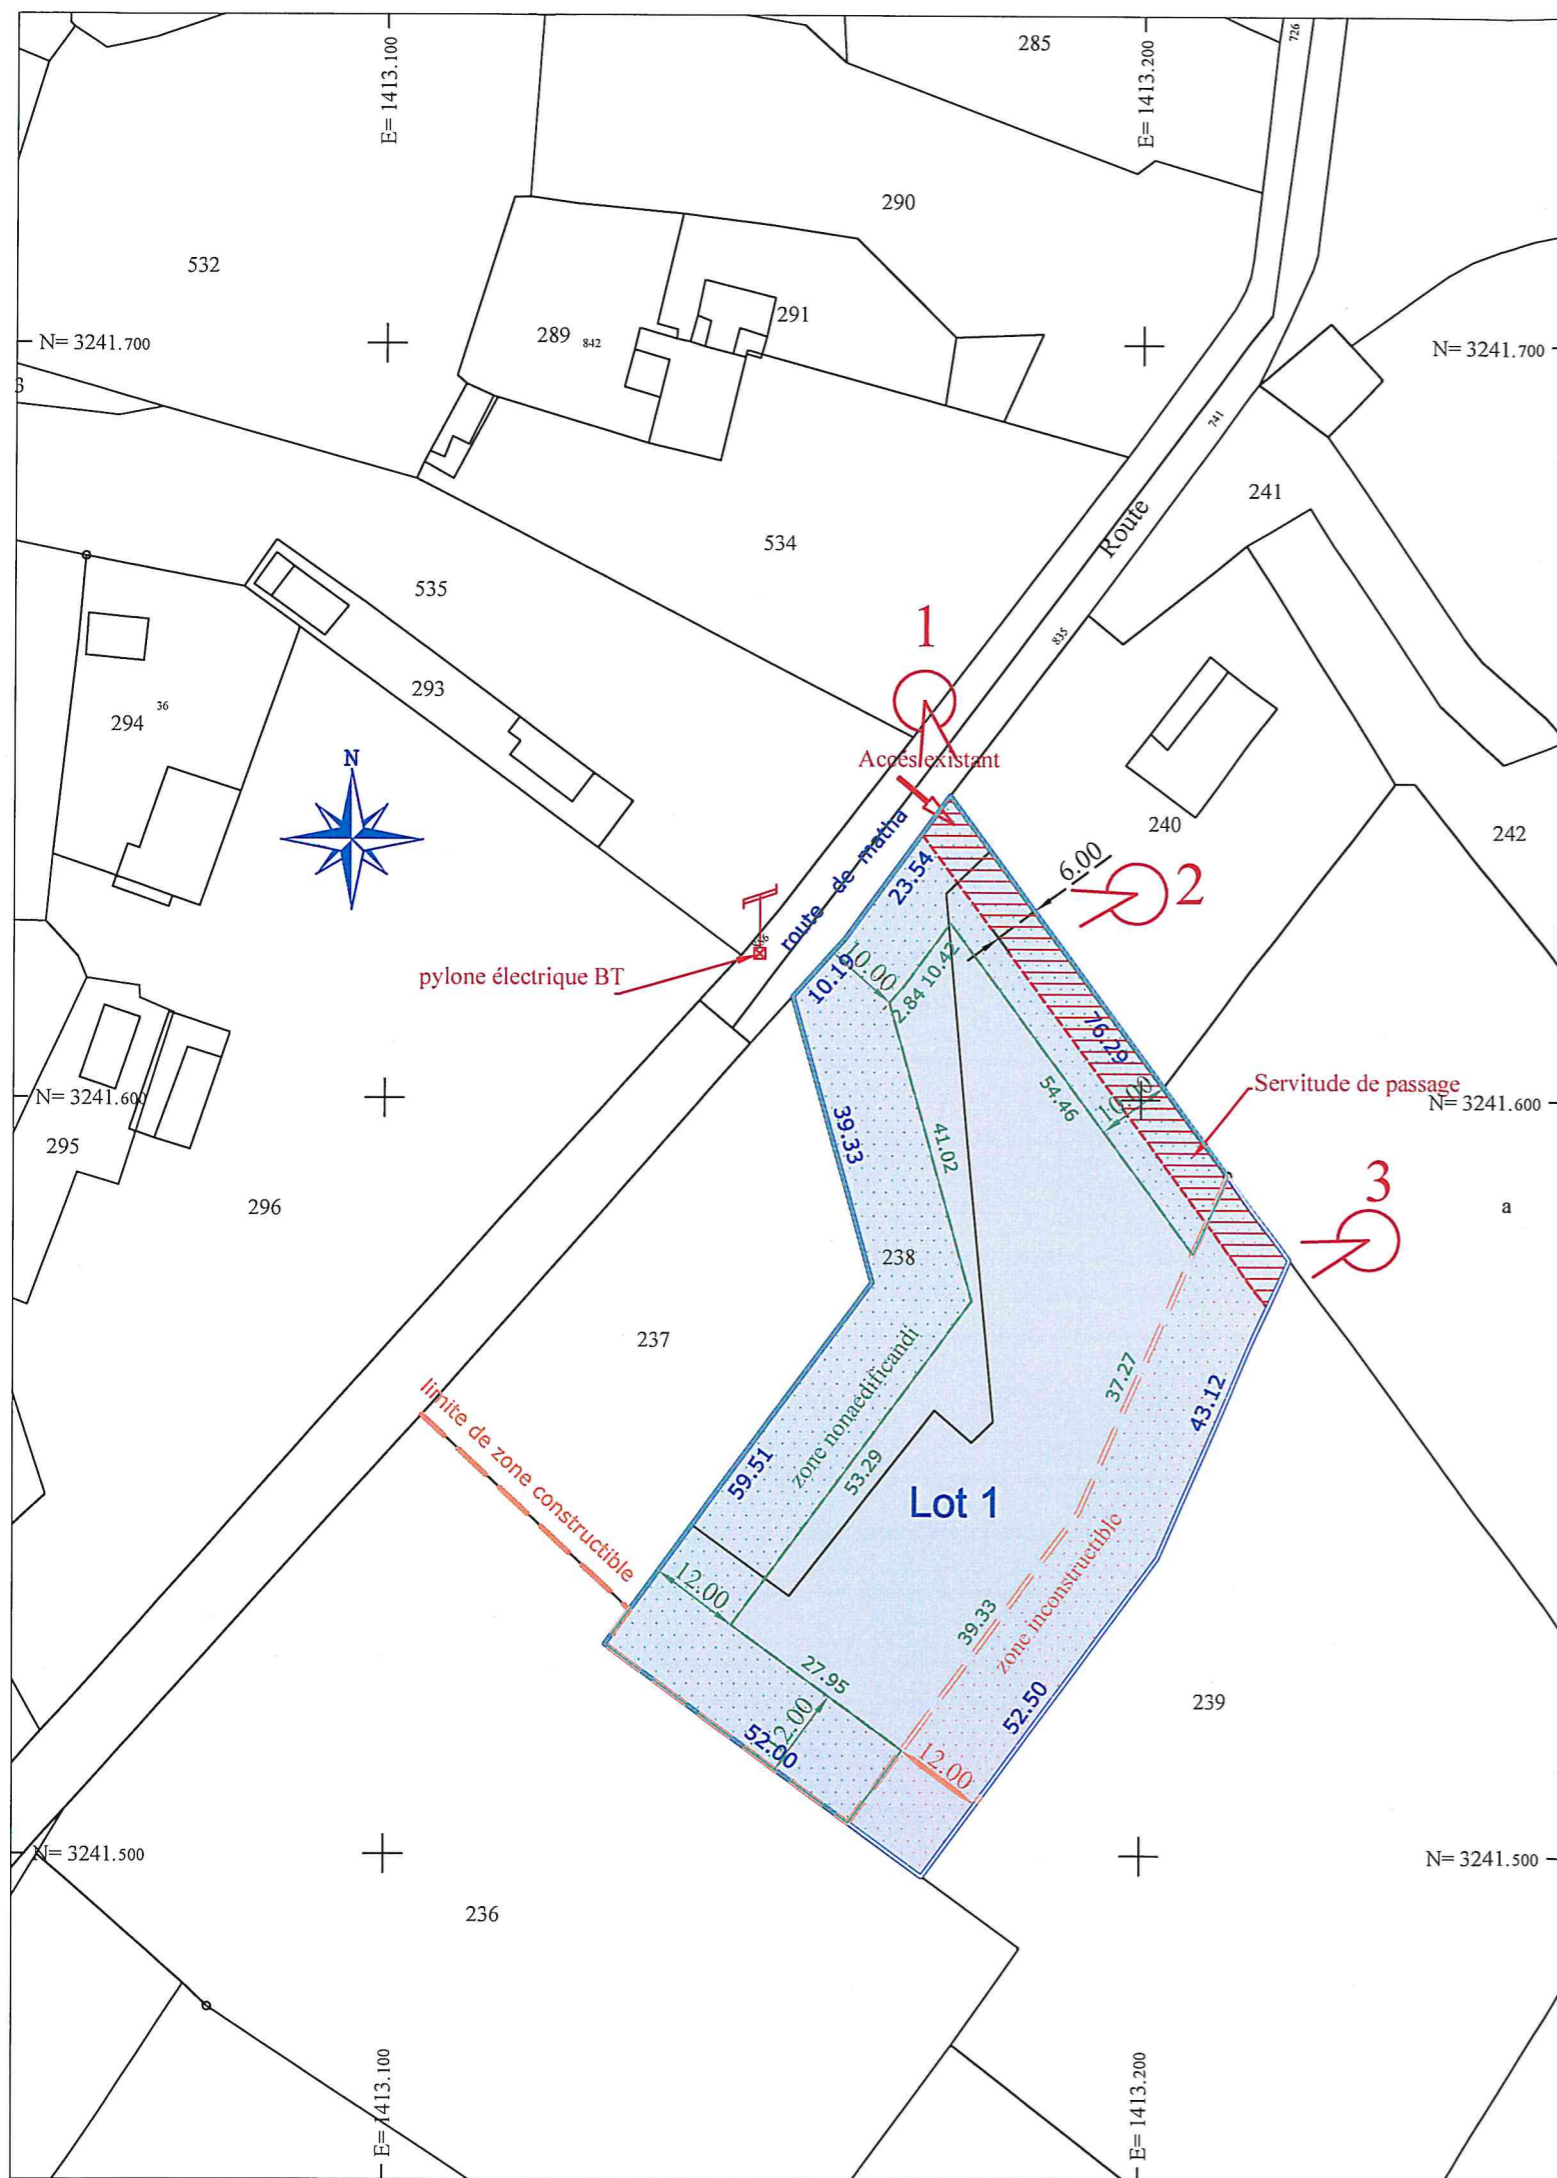 E= 1413.100
285
E= 1413.200
726
290
532
291
289
842
N= 3241.700
N= 3241.700
3
741
241
Route
534
535
835
1
293
294
36
Accés existant
N
240
242
6.00
2
route de matha
23.54
pylone électrique BT
10.19
10.00
2.84
10.42
76.29
Servitude de passage
54.46
10.00
N= 3241.600
N= 3241.600
39.33
41.02
295
3
296
a
238
237
37.27
limite de zone constructible
zone nonaedificandi
43.12
59.51
53.29
Lot 1
zone inconstructible
12.00
39.33
27.95
239
52.50
12.00
52.00
12.00
N= 3241.500
N= 3241.500
236
E= 1413.100
E= 1413.200